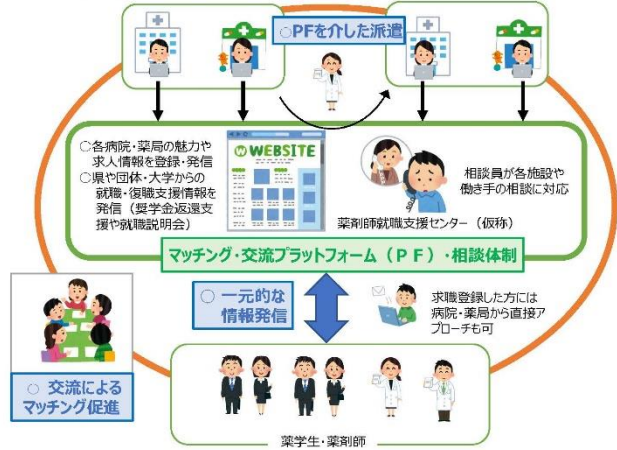 ○PFを介した派遣
○各病院・薬局の魅力や
求人情報を登録・発信
○県や団体・大学からの
就職・復職支援情報を
発信（奨学金返還支
援や就職説明会）
W WEBSITE
相談員が各施設や
働き手の相談に対応
薬剤師就職支援センター（仮称）
マッチング・交流プラットフォーム（ＰＦ）・相談体制
○ 一元的な
情報発信
求職登録した方には
病院・薬局から直接ア
プローチも可
○ 交流による
マッチング促進
薬学生・薬剤師